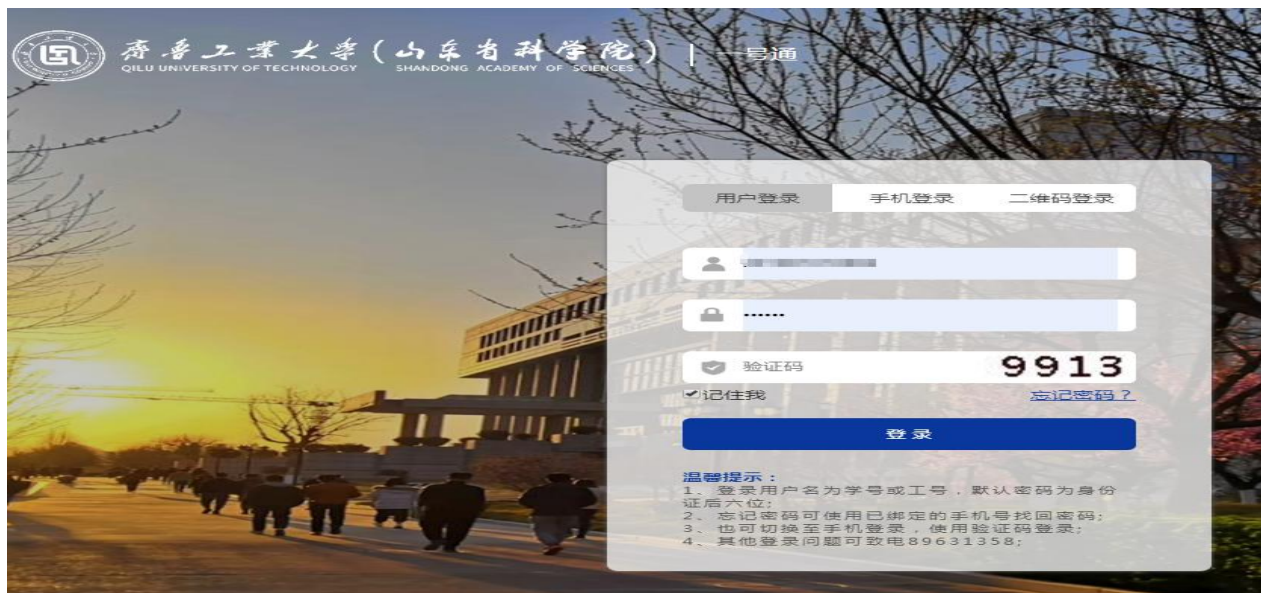 齊鲁工業大学(山东省科学院) | 一号通
QILU UNIVERSITY OF TECHNOLOGY SHANDONG ACADEMY OF SCIENCES
用户登录 手机登录 二维码登录
验证码 9913
记住我 忘记密码?
登录
温馨提示:
1、登录用户名为学号或工号,默认密码为身份
证后六位;
2、忘记密码可使用已绑定的手机号找回密码;
3、也可切换至手机登录,使用验证码登录;
4、其他登录问题可致电89631358;